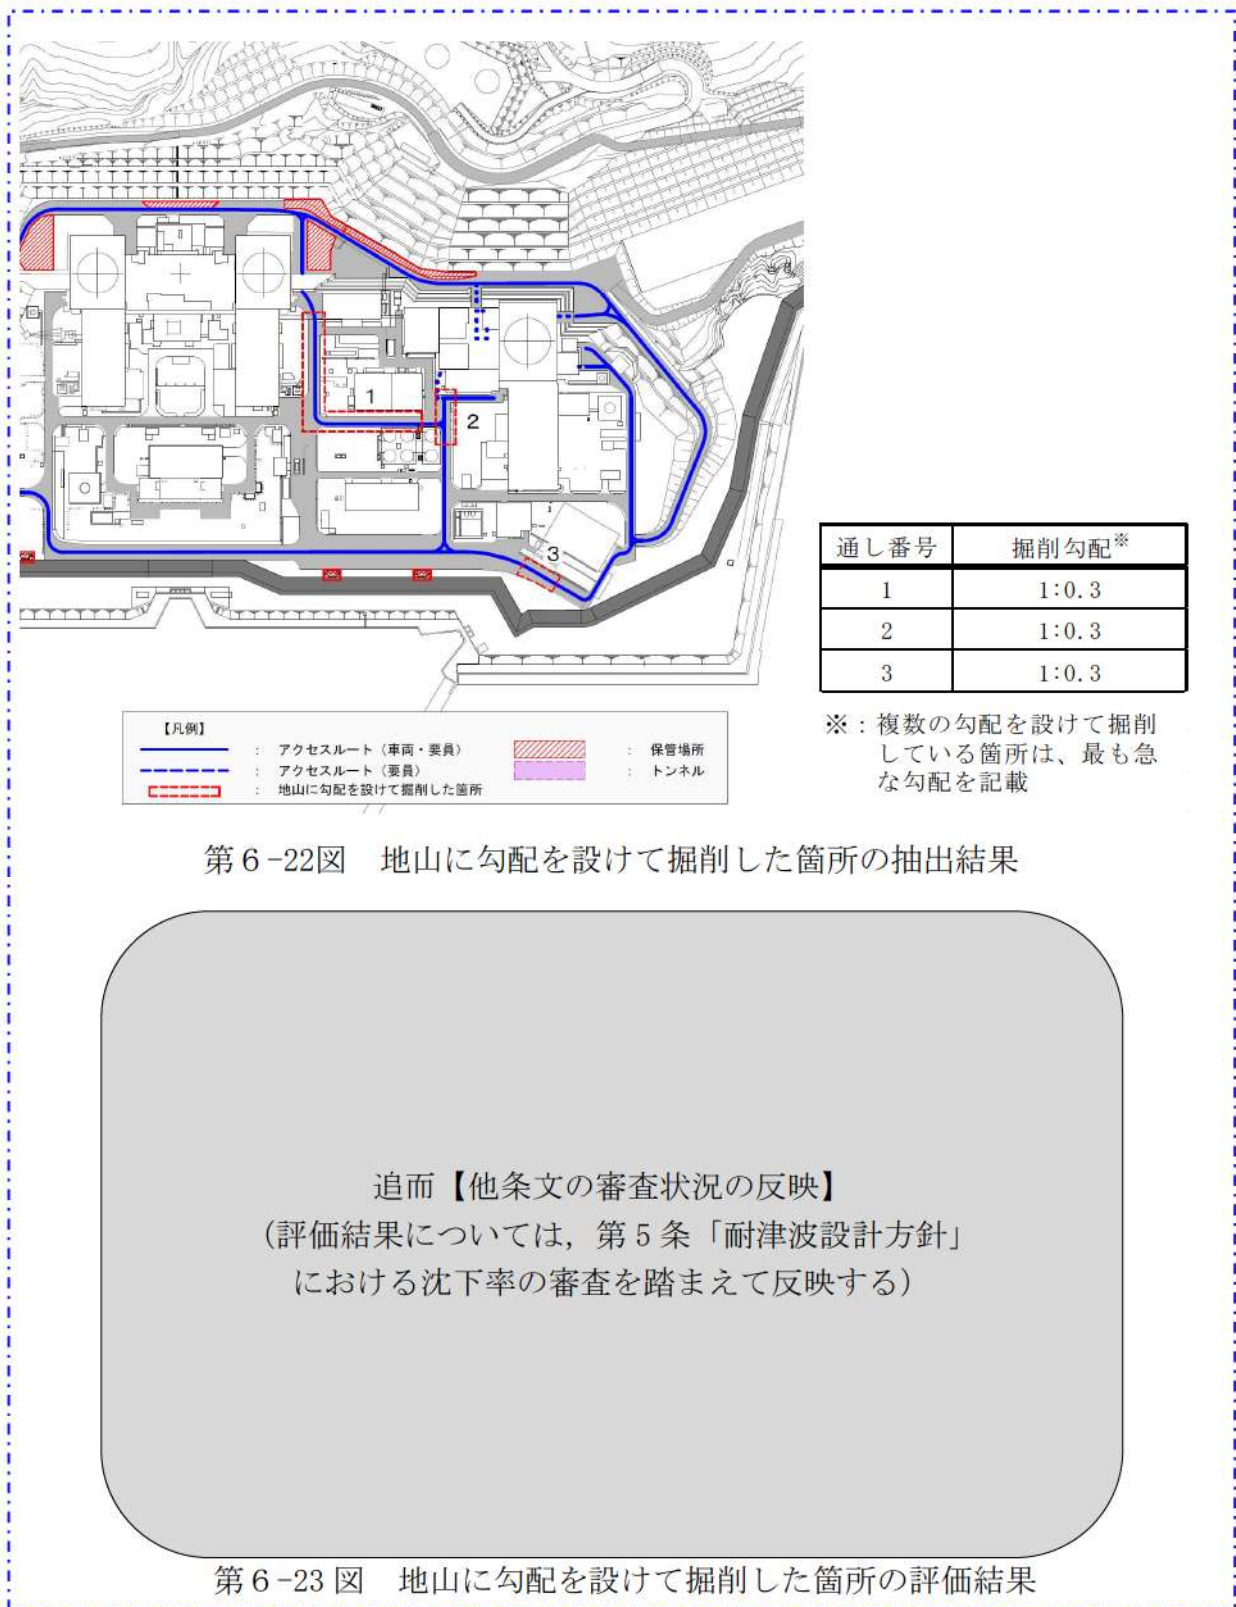 1
2
3
通し番号 掘削勾配※
1 1:0.3
2 1:0.3
3 1:0.3
※：複数の勾配を設けて掘削
している箇所は、最も急
な勾配を記載
【凡例】
： アクセスルート（車両・要員）
： アクセスルート（要員）
： 地山に勾配を設けて掘削した箇所
： 保管場所
： トンネル
第６-22図　地山に勾配を設けて掘削した箇所の抽出結果
追而【他条文の審査状況の反映】
（評価結果については，第５条「耐津波設計方針」
における沈下率の審査を踏まえて反映する）
第６-23 図　地山に勾配を設けて掘削した箇所の評価結果